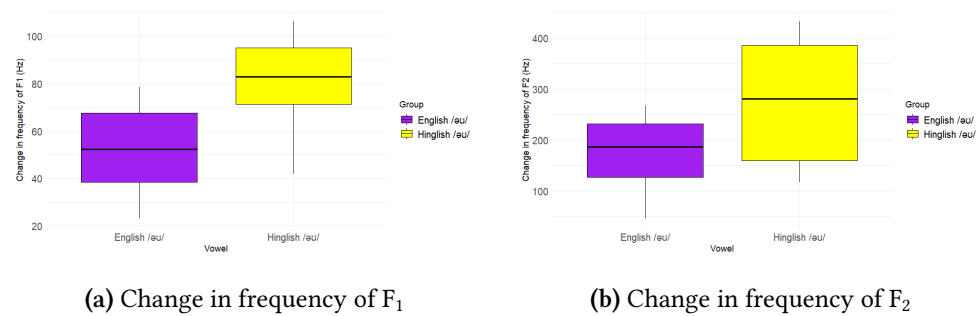 Change in frequency of F1 (Hz)
100
80
60
40
20
English /əʊ/
Hinglish /əʊ/
Vowel
Group
English /əʊ/
Hinglish /əʊ/
(a) Change in frequency of F₁
Change in frequency of F2 (Hz)
400
300
200
100
English /əʊ/
Hinglish /əʊ/
Vowel
Group
English /əʊ/
Hinglish /əʊ/
(b) Change in frequency of F₂